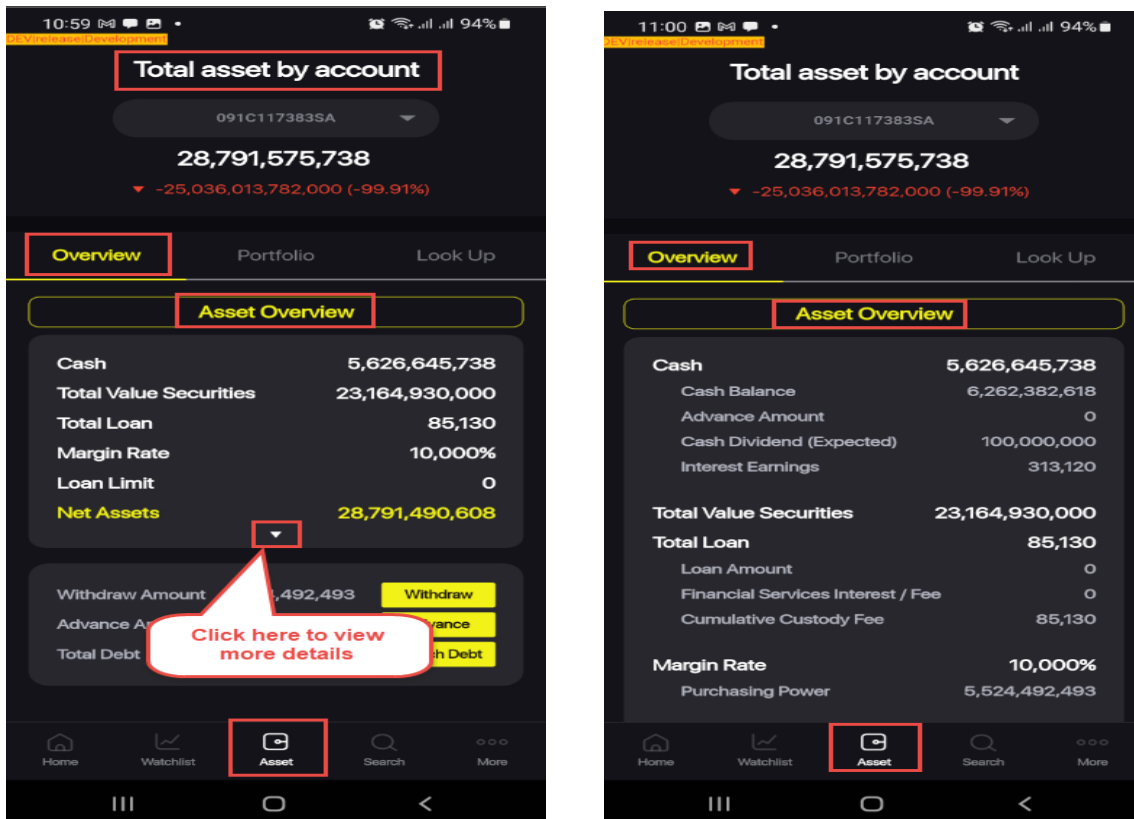 10:59 94%
DEV|release|Development
Total asset by account
091C117383SA
28,791,575,738
-25,036,013,782,000 (-99.91%)
Overview Portfolio Look Up
Asset Overview
Cash 5,626,645,738
Total Value Securities 23,164,930,000
Total Loan 85,130
Margin Rate 10,000%
Loan Limit 0
Net Assets 28,791,490,608
Withdraw Amount ,492,493 Withdraw
Advance
Total Debt Debt
Click here to view
more details
Home Watchlist Asset Search More
11:00 94%
DEV|release|Development
Total asset by account
091C117383SA
28,791,575,738
-25,036,013,782,000 (-99.91%)
Overview Portfolio Look Up
Asset Overview
Cash 5,626,645,738
Cash Balance 6,262,382,618
Advance Amount 0
Cash Dividend (Expected) 100,000,000
Interest Earnings 313,120
Total Value Securities 23,164,930,000
Total Loan 85,130
Loan Amount 0
Financial Services Interest / Fee 0
Cumulative Custody Fee 85,130
Margin Rate 10,000%
Purchasing Power 5,524,492,493
Home Watchlist Asset Search More